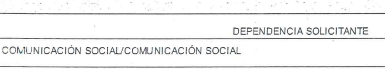 DEPENDENCIA SOLICITANTE
COMUNICACIÓN SOCIAL/COMUNICACIÓN SOCIAL